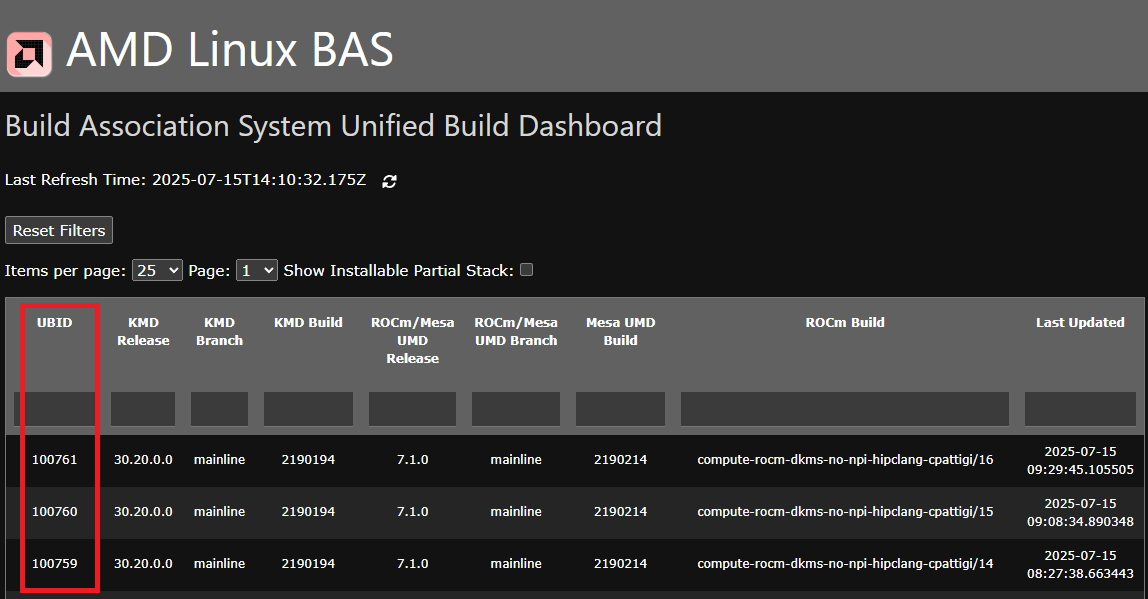 AMD Linux BAS
Build Association System Unified Build Dashboard
Last Refresh Time: 2025-07-15T14:10:32.175Z
Reset Filters
Items per page: 25 Page: 1 Show Installable Partial Stack:
UBID KMD Release KMD Branch KMD Build ROCm/Mesa UMD Release ROCm/Mesa UMD Branch Mesa UMD Build ROCm Build Last Updated
100761 30.20.0.0 mainline 2190194 7.1.0 mainline 2190214 compute-rocm-dkms-no-npi-hipclang-cpattigi/16 2025-07-15 09:29:45.105505
100760 30.20.0.0 mainline 2190194 7.1.0 mainline 2190214 compute-rocm-dkms-no-npi-hipclang-cpattigi/15 2025-07-15 09:08:34.890348
100759 30.20.0.0 mainline 2190194 7.1.0 mainline 2190214 compute-rocm-dkms-no-npi-hipclang-cpattigi/14 2025-07-15 08:27:38.663443